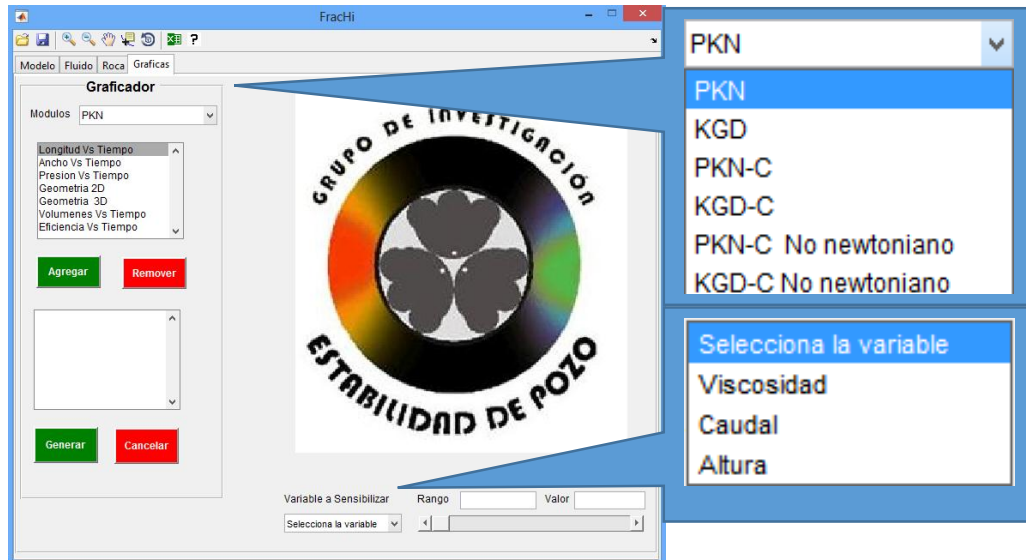 FracHi
Modelo Fluido Roca Graficas
Graficador
Modulos PKN
Longitud Vs Tiempo
Ancho Vs Tiempo
Presion Vs Tiempo
Geometria 2D
Geometria 3D
Volumenes Vs Tiempo
Eficiencia Vs Tiempo
Agregar Remover
Generar Cancelar
GRUPO DE INVESTIGACIÓN
ESTABILIDAD DE POZO
Variable a Sensibilizar Rango Valor
Selecciona la variable
PKN
PKN
KGD
PKN-C
KGD-C
PKN-C No newtoniano
KGD-C No newtoniano
Selecciona la variable
Viscosidad
Caudal
Altura